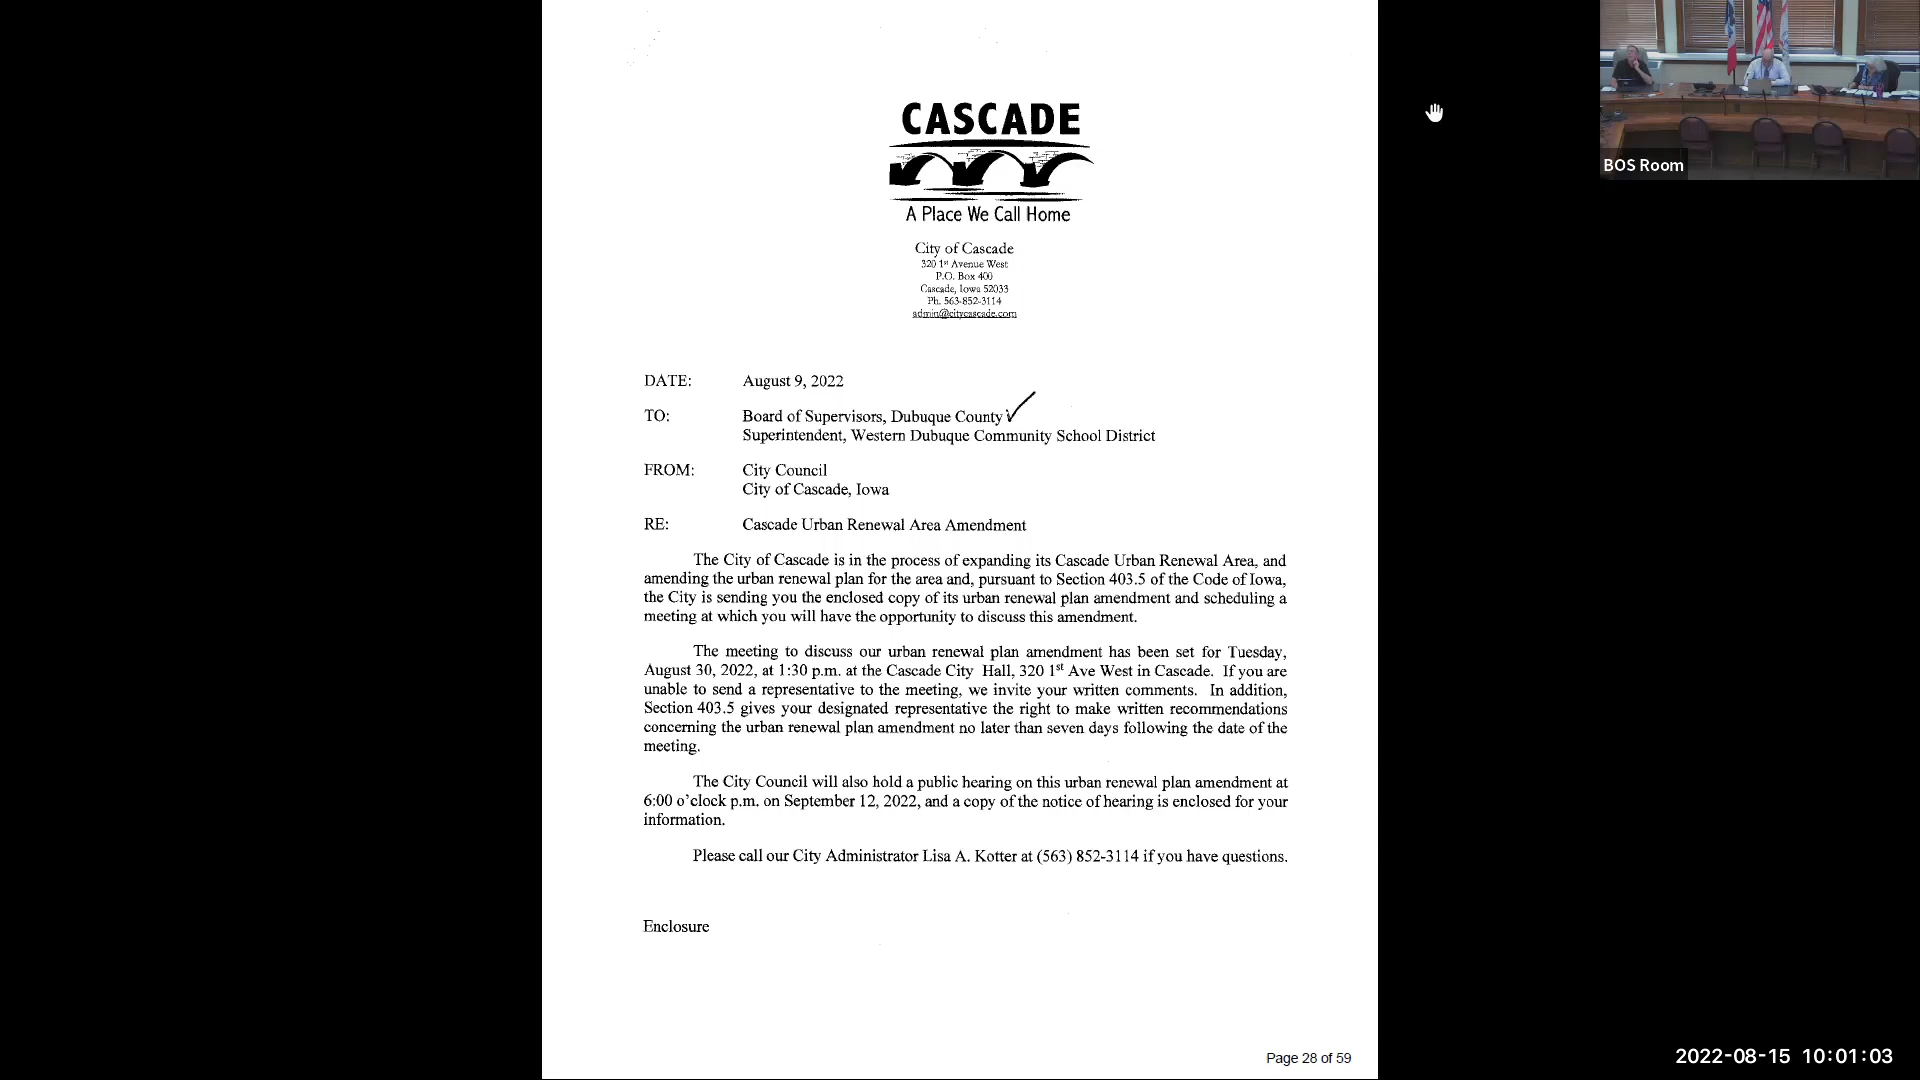 CASCADE
A Place We Call Home
City of Cascade
320 1st Avenue West
P.O. Box 400
Cascade, Iowa 52033
Ph. 563-852-3114
admin@citycascade.com
DATE: August 9, 2022
TO: Board of Supervisors, Dubuque County
Superintendent, Western Dubuque Community School District
FROM: City Council
City of Cascade, Iowa
RE: Cascade Urban Renewal Area Amendment
The City of Cascade is in the process of expanding its Cascade Urban Renewal Area, and
amending the urban renewal plan for the area and, pursuant to Section 403.5 of the Code of Iowa,
the City is sending you the enclosed copy of its urban renewal plan amendment and scheduling a
meeting at which you will have the opportunity to discuss this amendment.
The meeting to discuss our urban renewal plan amendment has been set for Tuesday,
August 30, 2022, at 1:30 p.m. at the Cascade City Hall, 320 1st Ave West in Cascade. If you are
unable to send a representative to the meeting, we invite your written comments. In addition,
Section 403.5 gives your designated representative the right to make written recommendations
concerning the urban renewal plan amendment no later than seven days following the date of the
meeting.
The City Council will also hold a public hearing on this urban renewal plan amendment at
6:00 o'clock p.m. on September 12, 2022, and a copy of the notice of hearing is enclosed for your
information.
Please call our City Administrator Lisa A. Kotter at (563) 852-3114 if you have questions.
Enclosure
Page 28 of 59
BOS Room
2022-08-15 10:01:03